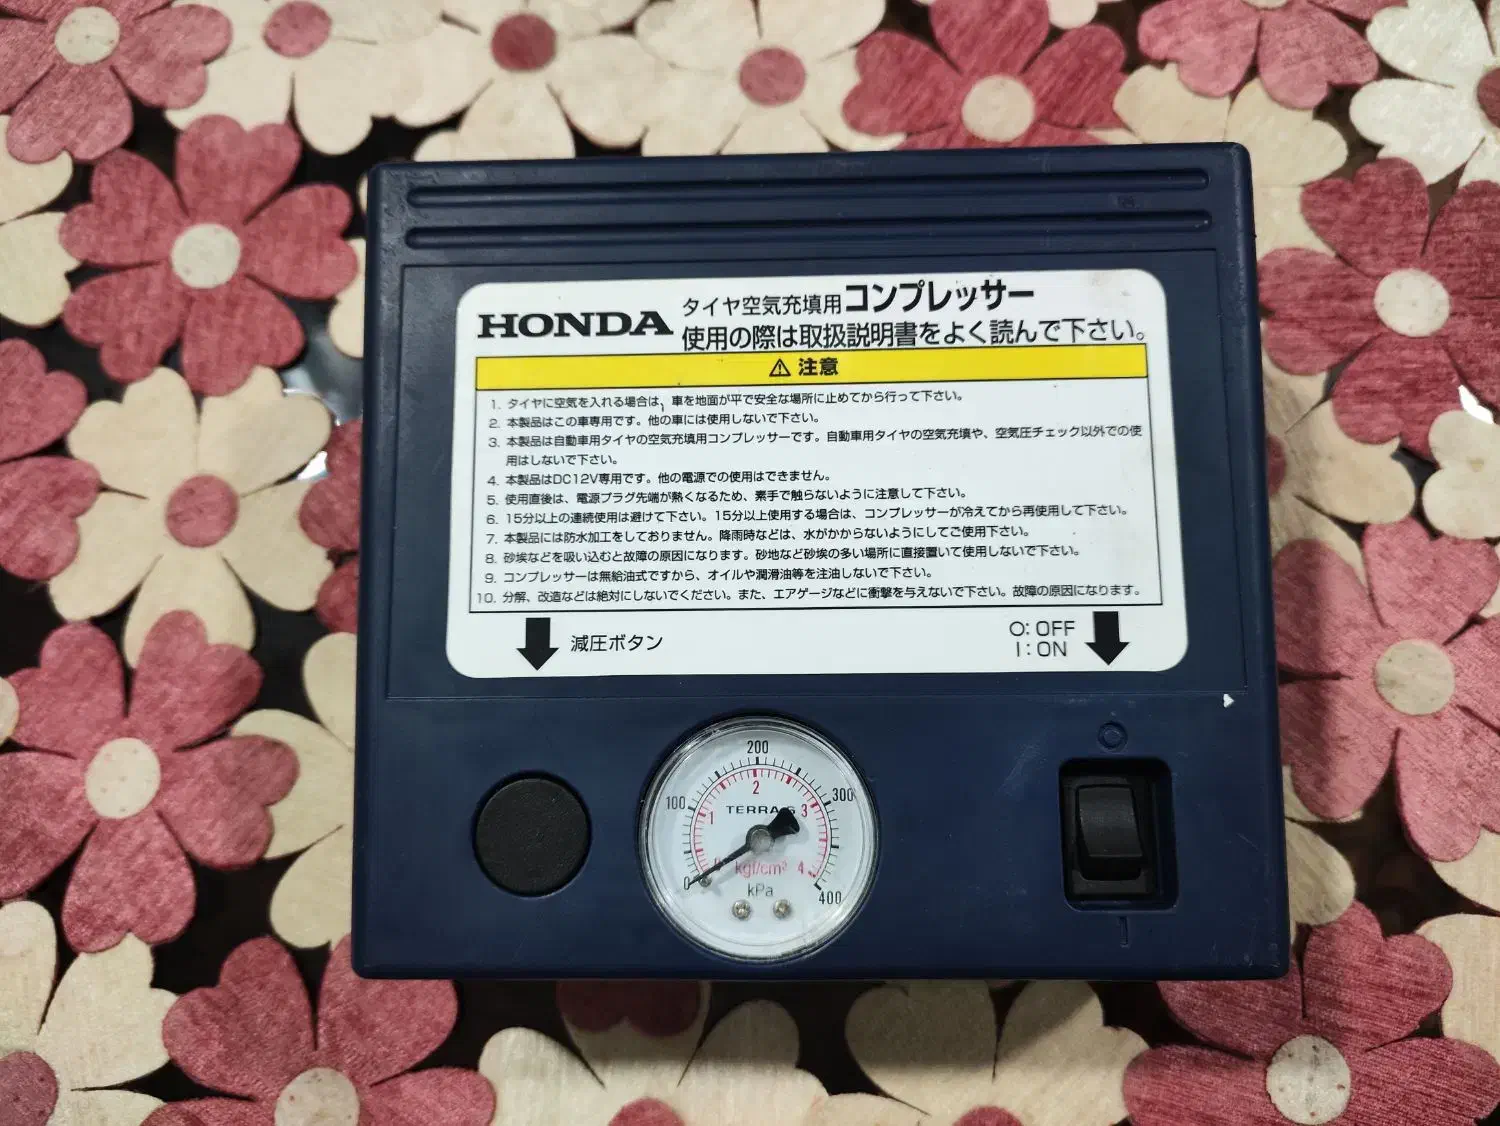 HONDA タイヤ空気充填用コンプレッサー
使用の際は取扱説明書をよく読んで下さい。
⚠ 注意
1. タイヤに空気を入れる場合は、車を地面が平で安全な場所に止めてから行って下さい。
2. 本製品はこの車専用です。他の車には使用しないで下さい。
3. 本製品は自動車用タイヤの空気充填用コンプレッサーです。自動車用タイヤの空気充填や、空気圧チェック以外での使
用はしないで下さい。
4. 本製品はDC12V専用です。他の電源での使用はできません。
5. 使用直後は、電源プラグ先端が熱くなるため、素手で触らないように注意して下さい。
6. 15分以上の連続使用は避けて下さい。15分以上使用する場合は、コンプレッサーが冷えてから再使用して下さい。
7. 本製品には防水加工をしておりません。降雨時などは、水がかからないようにしてご使用下さい。
8. 砂埃などを吸い込むと故障の原因になります。砂地など砂埃の多い場所に直接置いて使用しないで下さい。
9. コンプレッサーは無給油式ですから、オイルや潤滑油等を注油しないで下さい。
10. 分解、改造などは絶対にしないでください。また、エアゲージなどに衝撃を与えないで下さい。故障の原因になります。
減圧ボタン
O: OFF
I: ON
200
2
100
300
1
TERRA S
3
0
kgf/cm²
4
0
kPa
400
O
I